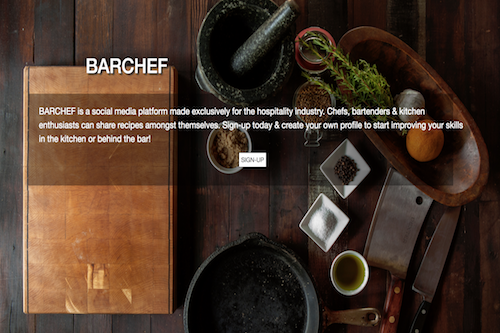 BARCHEF
BARCHEF is a social media platform made exclusively for the hospitality industry. Chefs, bartenders & kitchen
enthusiasts can share recipes amongst themselves. Sign-up today & create your own profile to start improving your skills
in the kitchen or behind the bar!
SIGN-UP